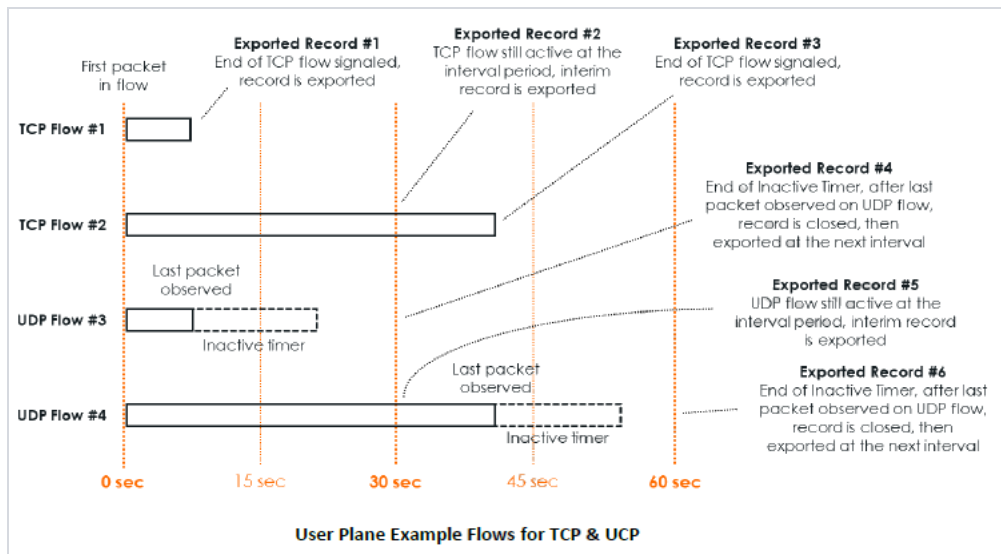 First packet
in flow
Exported Record #1
End of TCP flow signaled,
record is exported
Exported Record #2
TCP flow still active at the
interval period, interim
record is exported
Exported Record #3
End of TCP flow signaled,
record is exported
TCP Flow #1
TCP Flow #2
Exported Record #4
End of Inactive Timer, after last
packet observed on UDP flow,
record is closed, then
exported at the next interval
Last packet
observed
UDP Flow #3
Inactive timer
Exported Record #5
UDP flow still active at the
interval period, interim record
is exported
Last packet
observed
UDP Flow #4
Inactive timer
Exported Record #6
End of Inactive Timer, after last
packet observed on UDP flow,
record is closed, then
exported at the next interval
0 sec
15 sec
30 sec
45 sec
60 sec
User Plane Example Flows for TCP & UCP